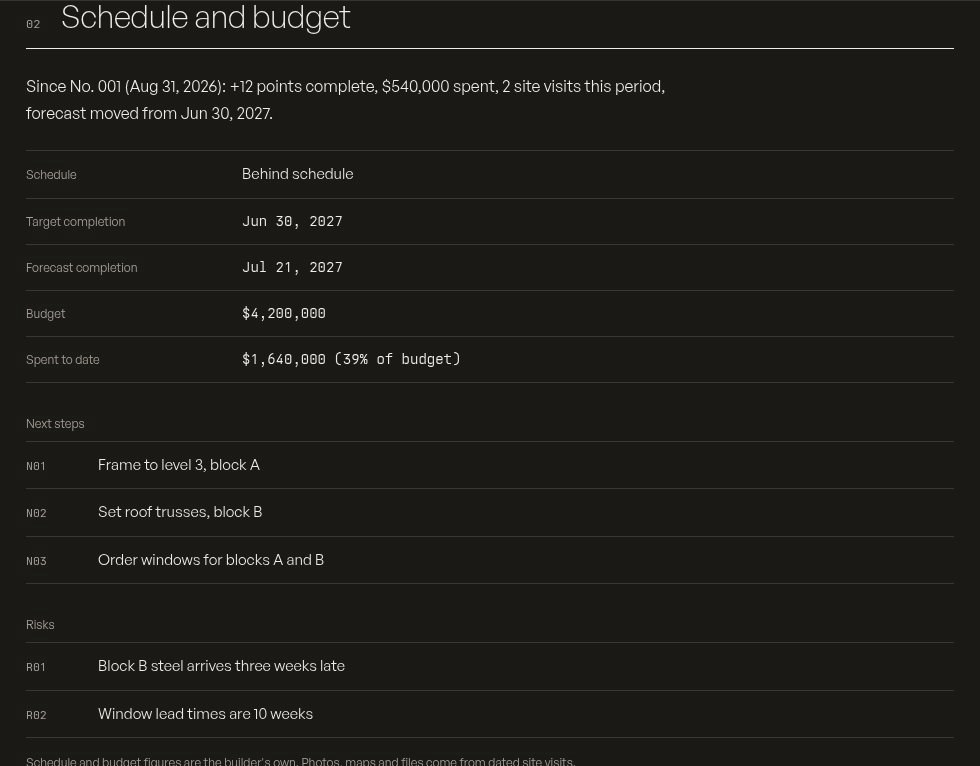 02 Schedule and budget
Since No. 001 (Aug 31, 2026): +12 points complete, $540,000 spent, 2 site visits this period,
forecast moved from Jun 30, 2027.
Schedule Behind schedule
Target completion Jun 30, 2027
Forecast completion Jul 21, 2027
Budget $4,200,000
Spent to date $1,640,000 (39% of budget)
Next steps
N01 Frame to level 3, block A
N02 Set roof trusses, block B
N03 Order windows for blocks A and B
Risks
R01 Block B steel arrives three weeks late
R02 Window lead times are 10 weeks
Schedule and budget figures are the builder's own. Photos, maps and files come from dated site visits.